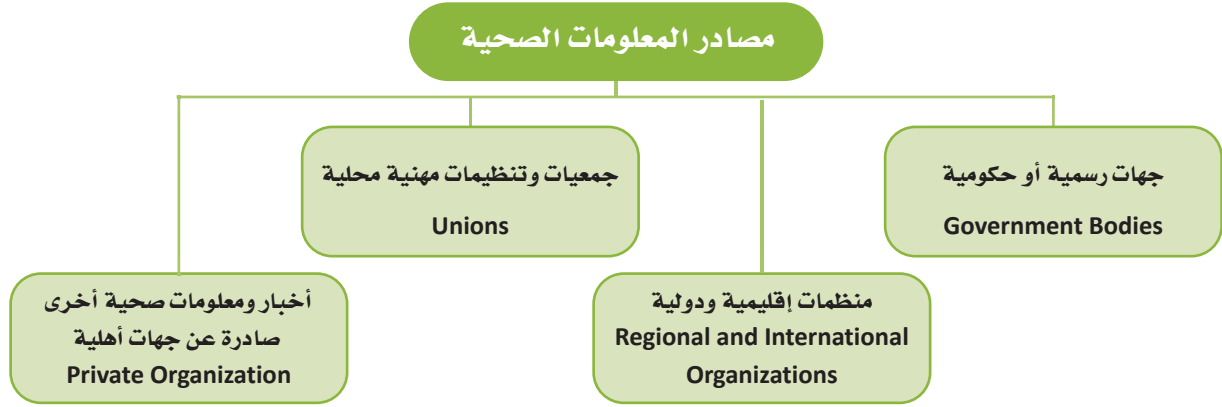 مصادر المعلومات الصحية
جهات رسمية أو حكومية
Government Bodies
جمعيات وتنظيمات مهنية محلية
Unions
منظمات إقليمية ودولية
Regional and International
Organizations
أخبار ومعلومات صحية أخرى
صادرة عن جهات أهلية
Private Organization